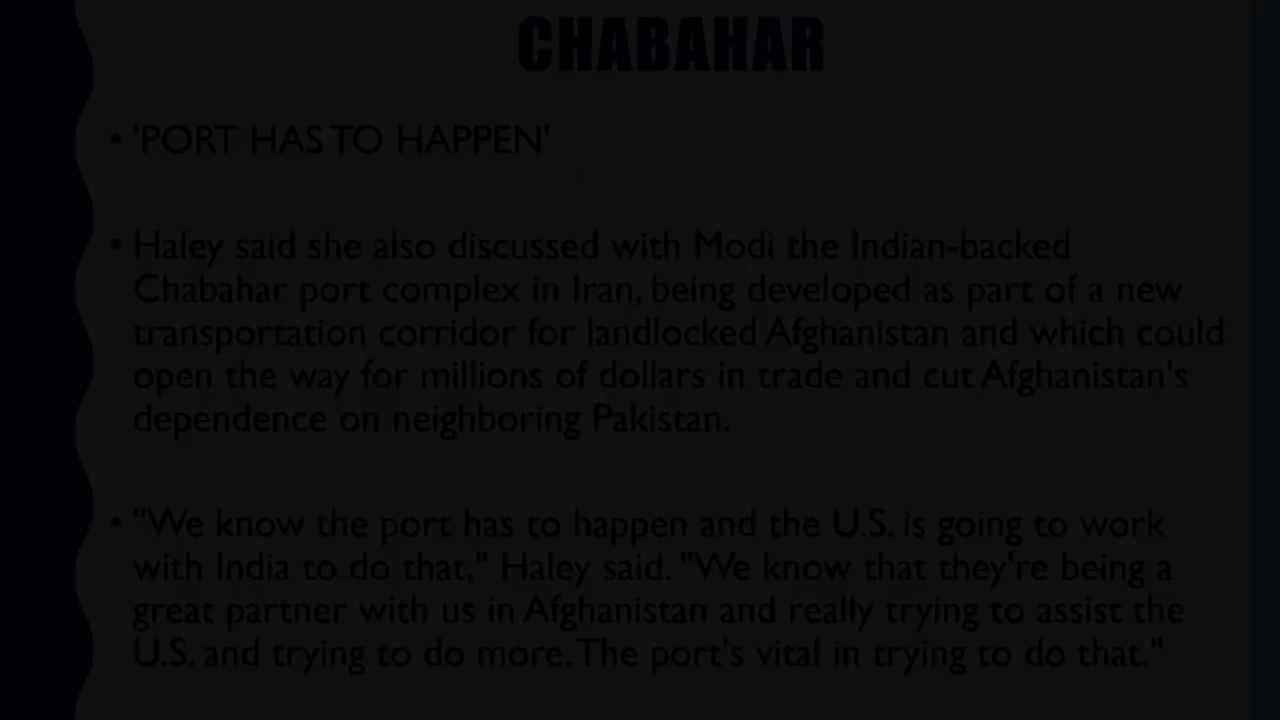 CHABAHAR
• 'PORT HAS TO HAPPEN'
• Haley said she also discussed with Modi the Indian-backed
Chabahar port complex in Iran, being developed as part of a new
transportation corridor for landlocked Afghanistan and which could
open the way for millions of dollars in trade and cut Afghanistan's
dependence on neighboring Pakistan.
• "We know the port has to happen and the U.S. is going to work
with India to do that," Haley said. "We know that they're being a
great partner with us in Afghanistan and really trying to assist the
U.S. and trying to do more. The port's vital in trying to do that."